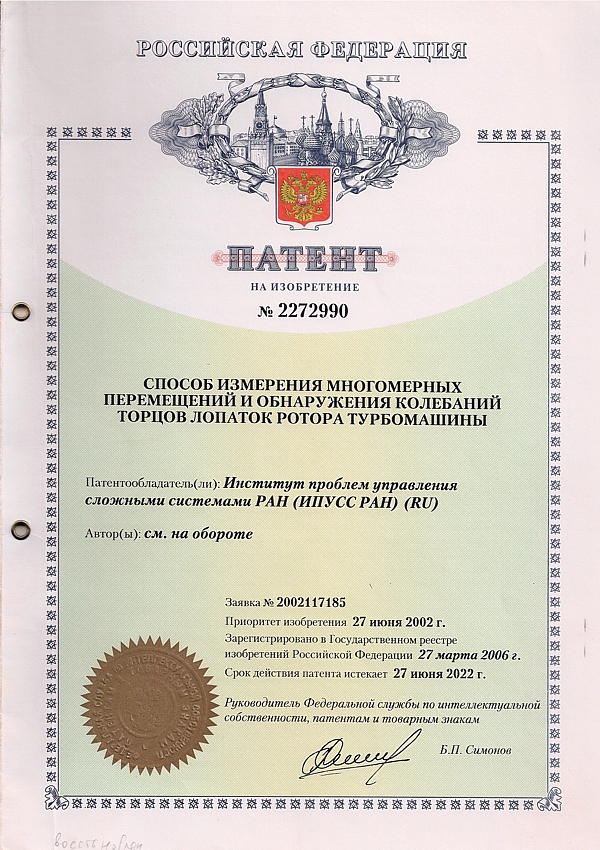 РОССИЙСКАЯ ФЕДЕРАЦИЯ
ПАТЕНТ
НА ИЗОБРЕТЕНИЕ
№ 2272990
СПОСОБ ИЗМЕРЕНИЯ МНОГОМЕРНЫХ
ПЕРЕМЕЩЕНИЙ И ОБНАРУЖЕНИЯ КОЛЕБАНИЙ
ТОРЦОВ ЛОПАТОК РОТОРА ТУРБОМАШИНЫ
Патентообладатель(ли): Институт проблем управления
сложными системами РАН (ИПУСС РАН) (RU)
Автор(ы): см. на обороте
Заявка № 2002117185
Приоритет изобретения 27 июня 2002 г.
Зарегистрировано в Государственном реестре
изобретений Российской Федерации 27 марта 2006 г.
Срок действия патента истекает 27 июня 2022 г.
Руководитель Федеральной службы по интеллектуальной
собственности, патентам и товарным знакам
Б.П. Симонов